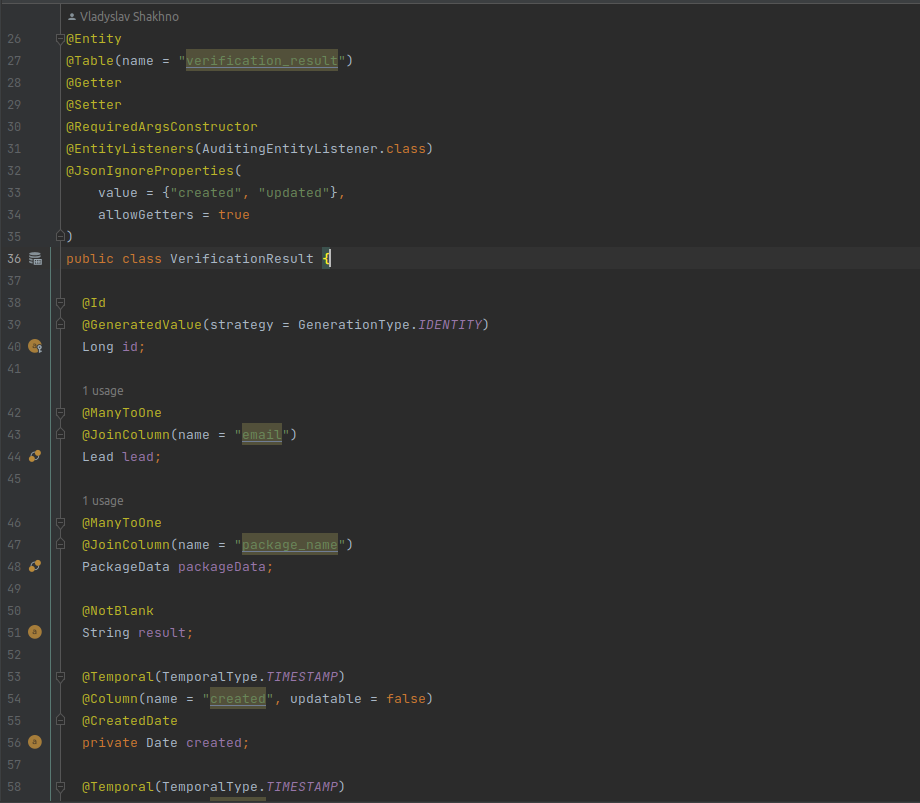 Vladyslav Shakhno
26 @Entity
27 @Table(name = "verification_result")
28 @Getter
29 @Setter
30 @RequiredArgsConstructor
31 @EntityListeners(AuditingEntityListener.class)
32 @JsonIgnoreProperties(
33 value = {"created", "updated"},
34 allowGetters = true
35 )
36 public class VerificationResult {
37
38 @Id
39 @GeneratedValue(strategy = GenerationType.IDENTITY)
40 Long id;
41
1 usage
42 @ManyToOne
43 @JoinColumn(name = "email")
44 Lead lead;
45
1 usage
46 @ManyToOne
47 @JoinColumn(name = "package_name")
48 PackageData packageData;
49
50 @NotBlank
51 String result;
52
53 @Temporal(TemporalType.TIMESTAMP)
54 @Column(name = "created", updatable = false)
55 @CreatedDate
56 private Date created;
57
58 @Temporal(TemporalType.TIMESTAMP)